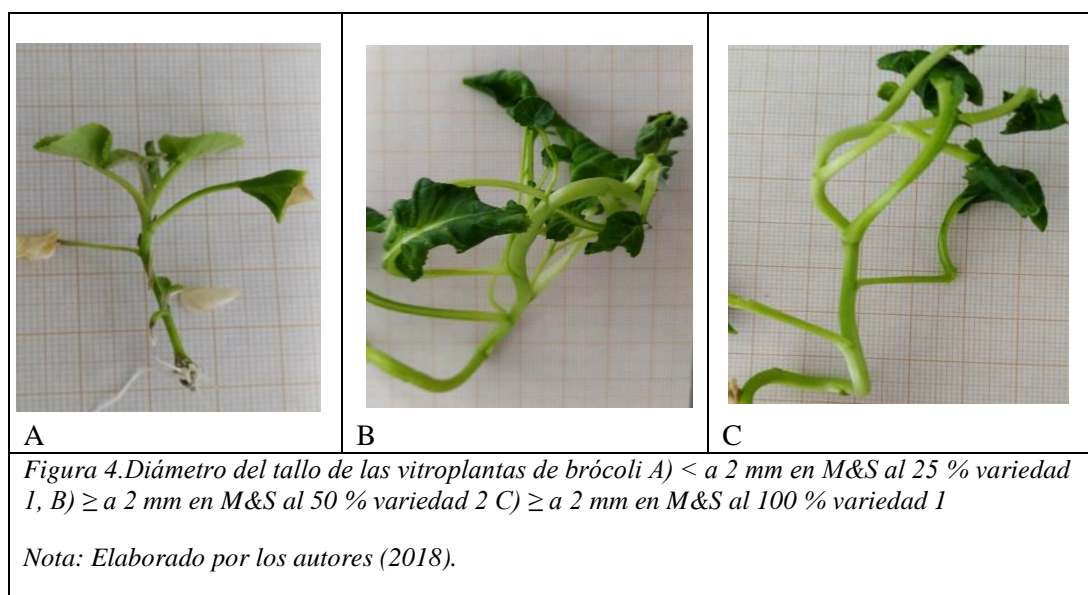 A
B
C
Figura 4.Diámetro del tallo de las vitroplantas de brócoli A) < a 2 mm en M&S al 25 % variedad
1, B) ≥ a 2 mm en M&S al 50 % variedad 2 C) ≥ a 2 mm en M&S al 100 % variedad 1
Nota: Elaborado por los autores (2018).